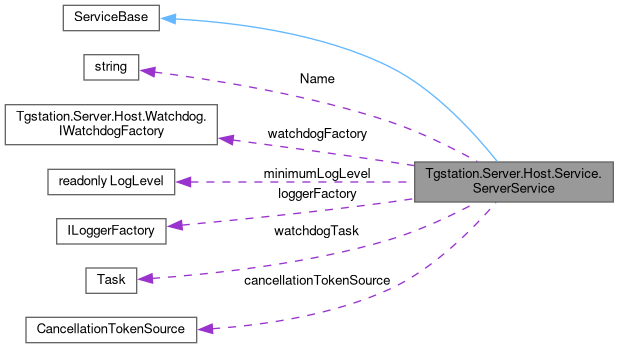 ServiceBase
string
Name
Tgstation.Server.Host.Watchdog.
IWatchdogFactory
watchdogFactory
readonly LogLevel
minimumLogLevel
Tgstation.Server.Host.Service.
ServerService
loggerFactory
ILoggerFactory
watchdogTask
Task
cancellationTokenSource
CancellationTokenSource